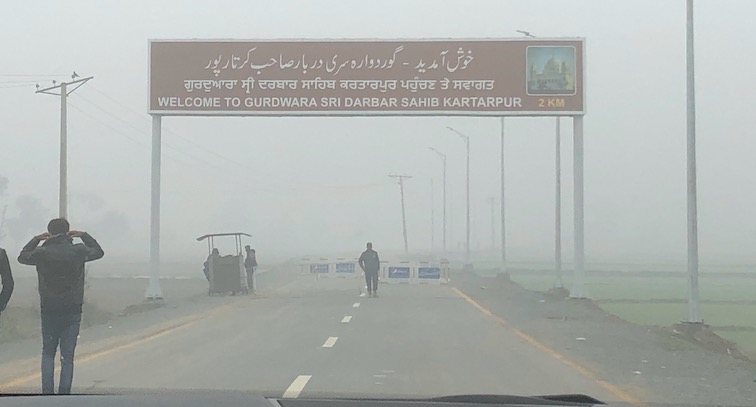 خوش آمدید - گوردوارہ سری دربار صاحب کرتارپور
ਗੁਰਦੁਆਰਾ ਸ੍ਰੀ ਦਰਬਾਰ ਸਾਹਿਬ ਕਰਤਾਰਪੁਰ ਪਹੁੰਚਣ ਤੇ ਸਵਾਗਤ
WELCOME TO GURDWARA SRI DARBAR SAHIB KARTARPUR
2 KM